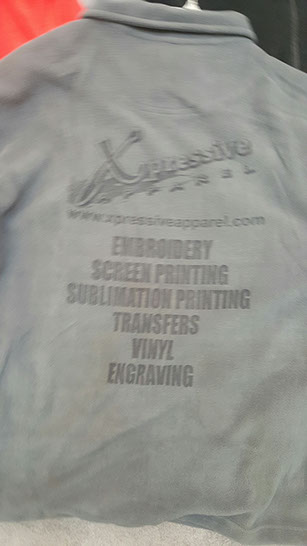 Xpressive
APPAREL
www.xpressiveapparel.com
EMBROIDERY
SCREEN PRINTING
SUBLIMATION PRINTING
TRANSFERS
VINYL
ENGRAVING